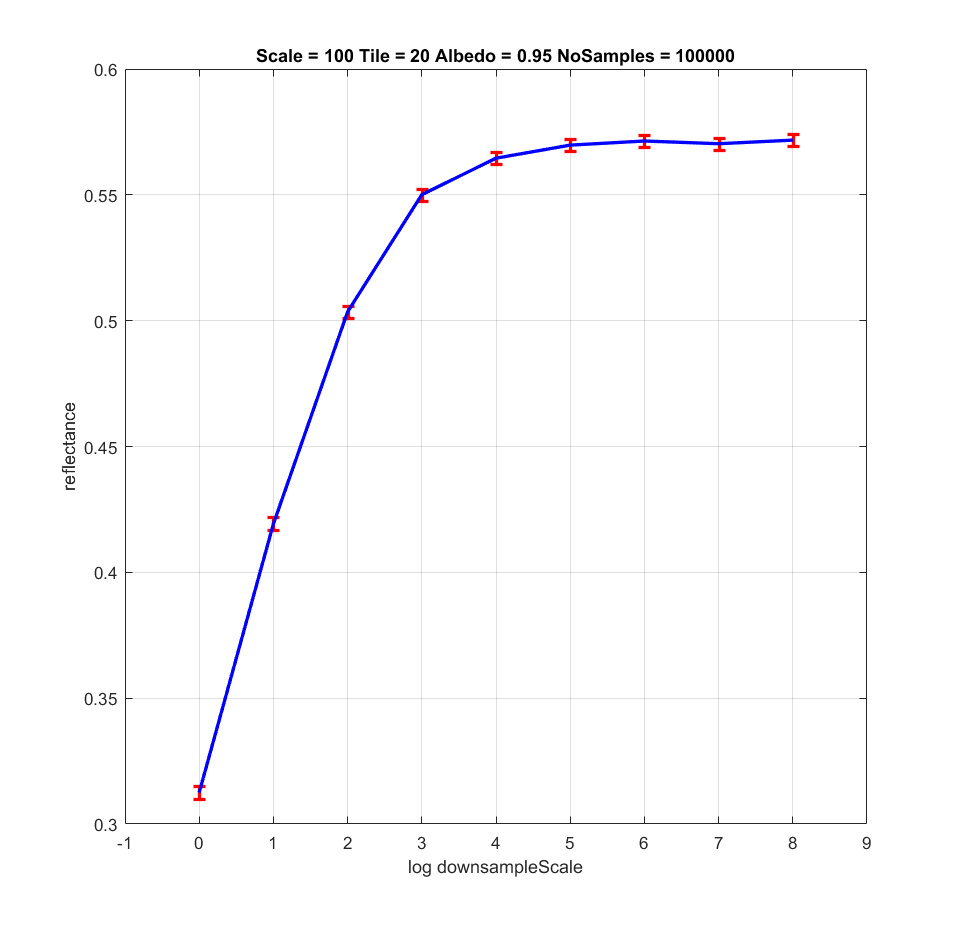 Scale = 100 Tile = 20 Albedo = 0.95 NoSamples = 100000
0.6
0.55
0.5
0.45
0.4
0.35
0.3
reflectance
-1 0 1 2 3 4 5 6 7 8 9
log downsampleScale